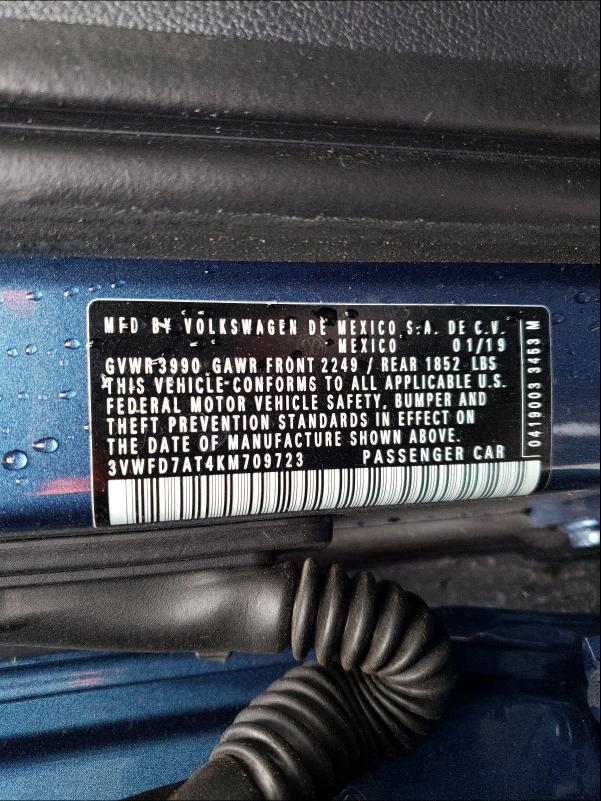 MFD BY VOLKSWAGEN DE MEXICO,S.A. DE C.V.
MEXICO 01/19
GVWR 3990 GAWR FRONT 2249 / REAR 1852 LBS
THIS VEHICLE CONFORMS TO ALL APPLICABLE U.S.
FEDERAL MOTOR VEHICLE SAFETY, BUMPER AND
THEFT PREVENTION STANDARDS IN EFFECT ON
THE DATE OF MANUFACTURE SHOWN ABOVE.
3VWFD7AT4KM709723 PASSENGER CAR
0419003 3453 M